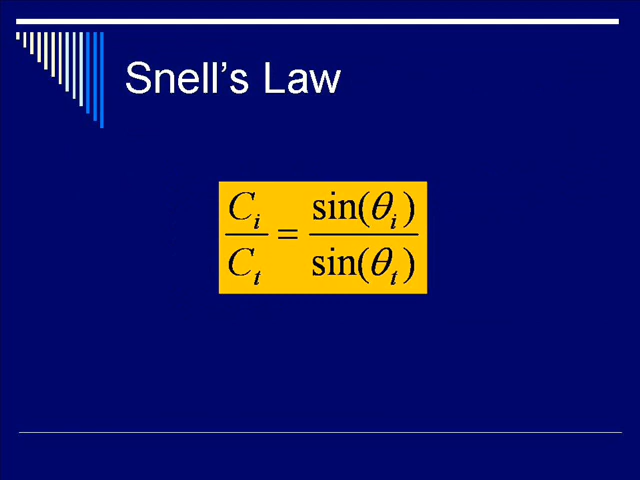 Snell’s Law
C_i / C_t = sin(θ_i) / sin(θ_t)